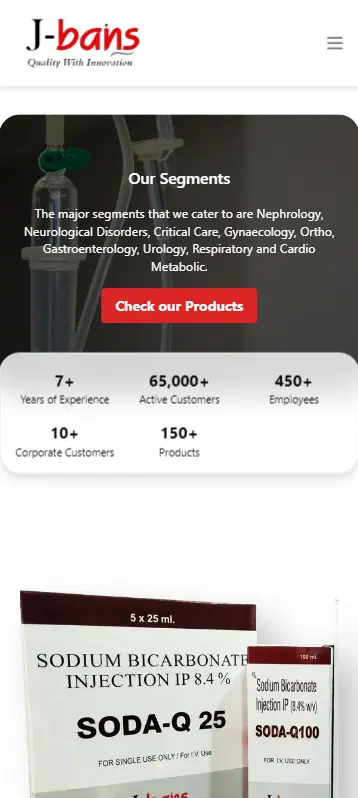 J-bans
Quality With Innovation
Our Segments
The major segments that we cater to are Nephrology,
Neurological Disorders, Critical Care, Gynaecology, Ortho,
Gastroenterology, Urology, Respiratory and Cardio
Metabolic.
Check our Products
7+
Years of Experience
65,000+
Active Customers
450+
Employees
10+
Corporate Customers
150+
Products
5 x 25 ml.
SODIUM BICARBONATE
INJECTION IP 8.4 %
SODA-Q 25
FOR SINGLE USE ONLY / For I.V. Use
J-bans
100 ml.
Rx Sodium Bicarbonate
Injection IP (8.4% w/v)
SODA-Q100
FOR I.V. USE ONLY